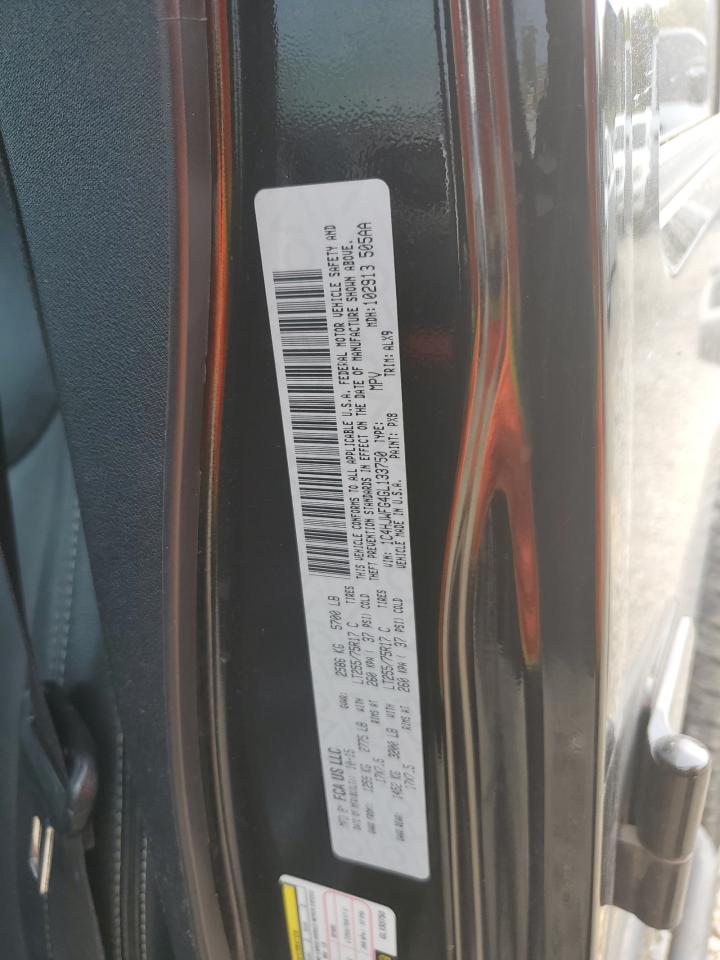 MFD BY FCA US LLC
DATE OF MFR 10-15 GVWR: 2586 KG 5700 LB
GAWR FRONT: 1259 KG 2775 LB WITH LT255/75R17 C TIRES
17X7.5 RIMS AT 260 KPA ( 37 PSI) COLD
GAWR REAR: 1452 KG 3200 LB WITH LT255/75R17 C TIRES
17X7.5 RIMS AT 260 KPA ( 37 PSI) COLD
THIS VEHICLE CONFORMS TO ALL APPLICABLE U.S.A. FEDERAL MOTOR VEHICLE SAFETY AND
THEFT PREVENTION STANDARDS IN EFFECT ON THE DATE OF MANUFACTURE SHOWN ABOVE.
VIN: 1C4HJWFG4GL133750 TYPE: MPV MDH:102913 505AA
VEHICLE MADE IN U.S.A. PAINT: PX8 TRIM:ALX9